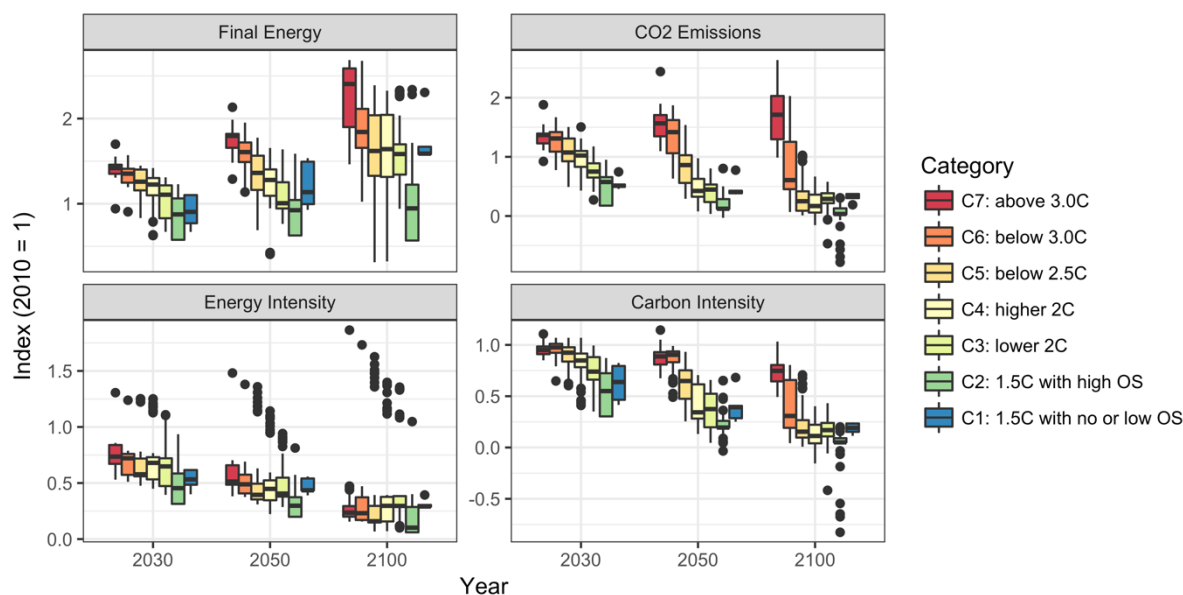 Final Energy
CO2 Emissions
2
1
2
1
0
Energy Intensity
Carbon Intensity
1.5
1.0
0.5
0.0
1.0
0.5
0.0
-0.5
2030
2050
2100
2030
2050
2100
Index (2010 = 1)
Year
Category
C7: above 3.0C
C6: below 3.0C
C5: below 2.5C
C4: higher 2C
C3: lower 2C
C2: 1.5C with high OS
C1: 1.5C with no or low OS